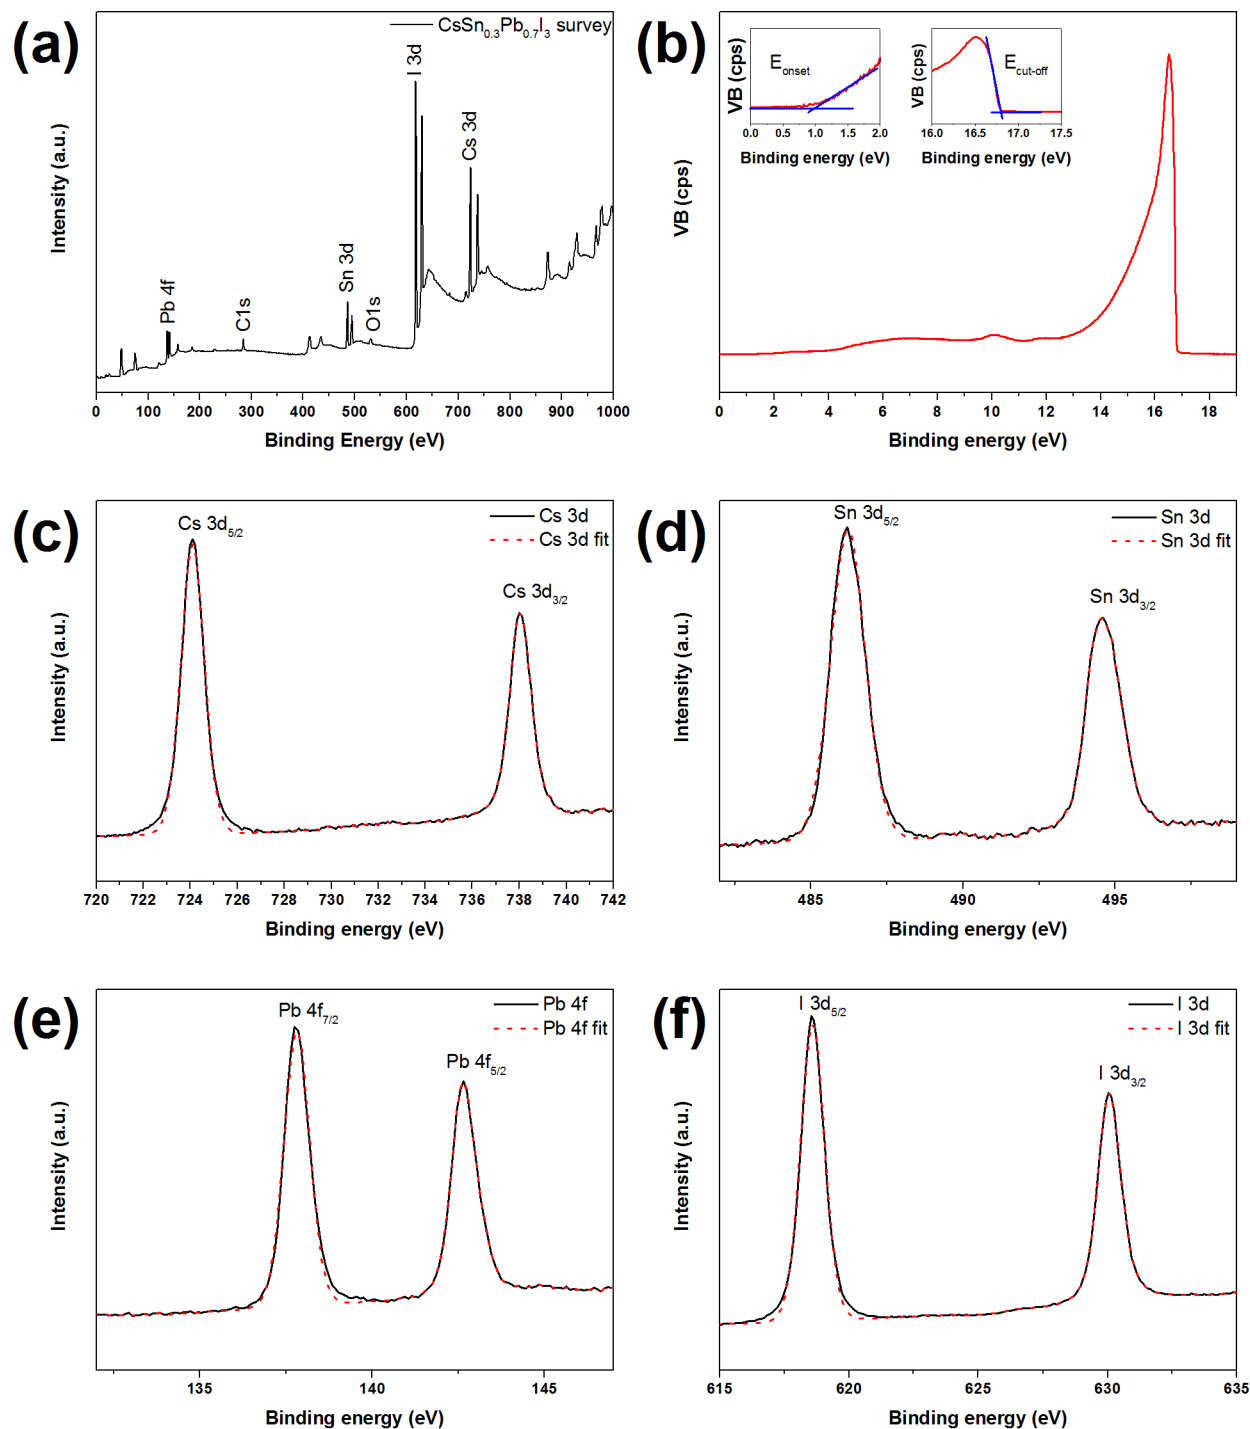 (a)
CsSn0.3Pb0.7I3 survey
Intensity (a.u.)
Pb 4f
C1s
Sn 3d
O1s
I 3d
Cs 3d
0 100 200 300 400 500 600 700 800 900 1000
Binding Energy (eV)
(b)
VB (cps)
VB (cps)
Eonset
0.0 0.5 1.0 1.5 2.0
Binding energy (eV)
Ecut-off
16.0 16.5 17.0 17.5
Binding energy (eV)
0 2 4 6 8 10 12 14 16 18
Binding energy (eV)
(c)
Cs 3d5/2
Cs 3d3/2
Cs 3d
Cs 3d fit
Intensity (a.u.)
720 722 724 726 728 730 732 734 736 738 740 742
Binding energy (eV)
(d)
Sn 3d5/2
Sn 3d3/2
Sn 3d
Sn 3d fit
Intensity (a.u.)
485 490 495
Binding energy (eV)
(e)
Pb 4f7/2
Pb 4f5/2
Pb 4f
Pb 4f fit
Intensity (a.u.)
135 140 145
Binding energy (eV)
(f)
I 3d5/2
I 3d3/2
I 3d
I 3d fit
Intensity (a.u.)
615 620 625 630 635
Binding energy (eV)